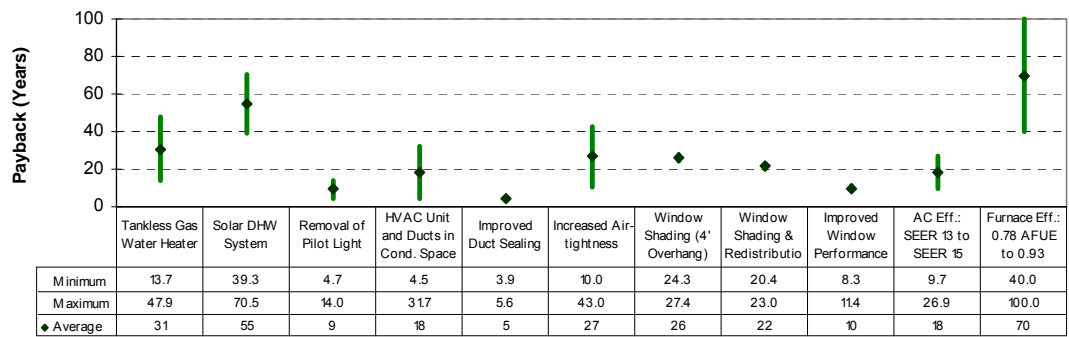 Payback (Years)
100
80
60
40
20
0
Tankless Gas Water Heater
Solar DHW System
Removal of Pilot Light
HVAC Unit and Ducts in Cond. Space
Improved Duct Sealing
Increased Air-tightness
Window Shading (4' Overhang)
Window Shading & Redistributio
Improved Window Performance
AC Eff.: SEER 13 to SEER 15
Furnace Eff.: 0.78 AFUE to 0.93
Minimum 13.7 39.3 4.7 4.5 3.9 10.0 24.3 20.4 8.3 9.7 40.0
Maximum 47.9 70.5 14.0 31.7 5.6 43.0 27.4 23.0 11.4 26.9 100.0
Average 31 55 9 18 5 27 26 22 10 18 70